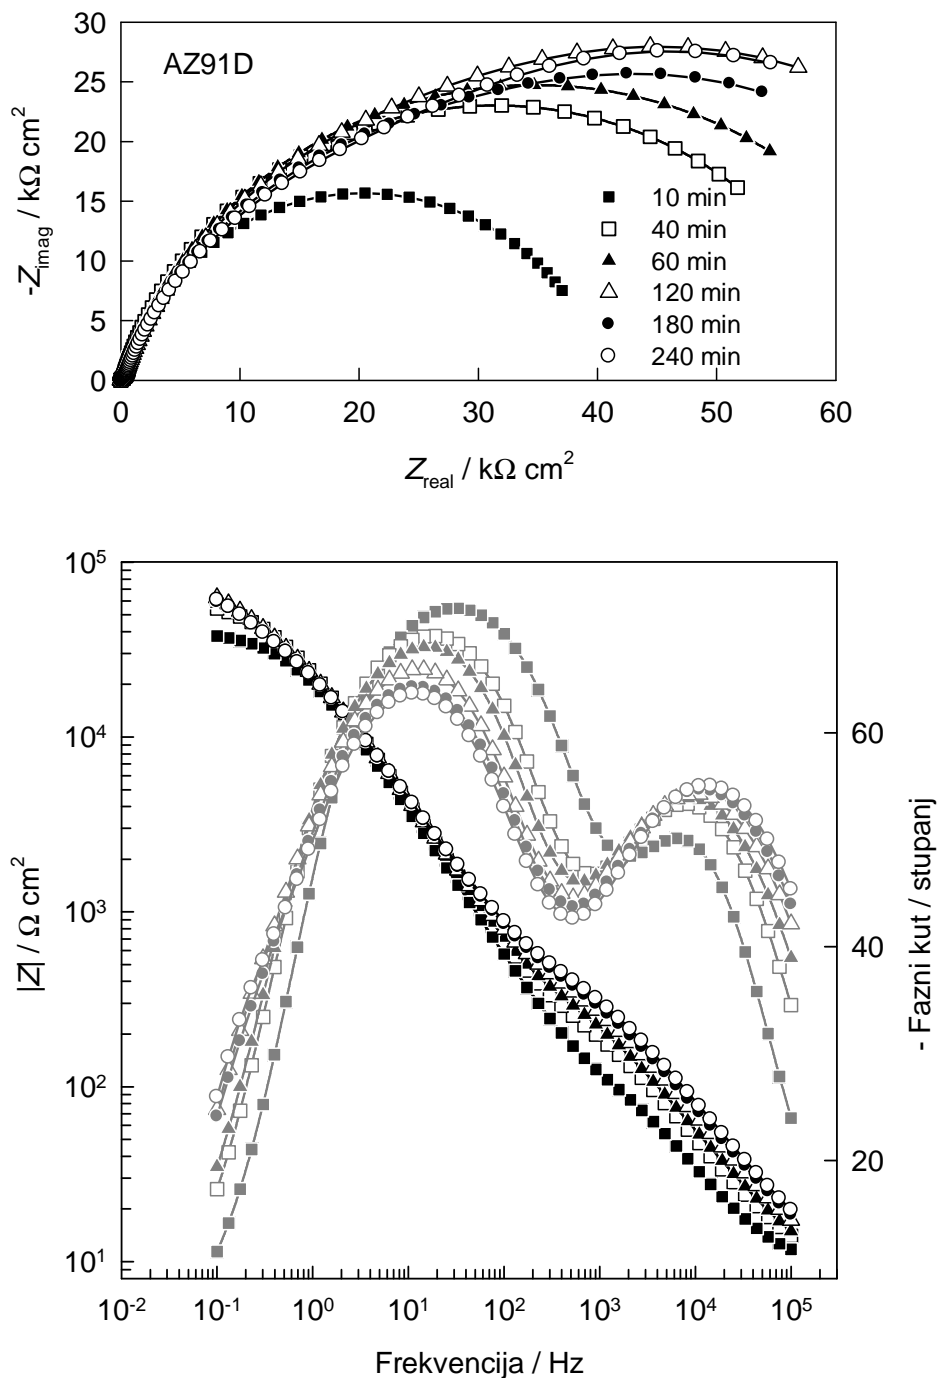 AZ91D
30
25
20
15
10
5
0
-Zimag / kΩ cm²
10 min
40 min
60 min
120 min
180 min
240 min
0 10 20 30 40 50 60
Zreal / kΩ cm²
10⁵
10⁴
10³
10²
10¹
|Z| / Ω cm²
60
40
20
- Fazni kut / stupanj
10⁻² 10⁻¹ 10⁰ 10¹ 10² 10³ 10⁴ 10⁵
Frekvencija / Hz